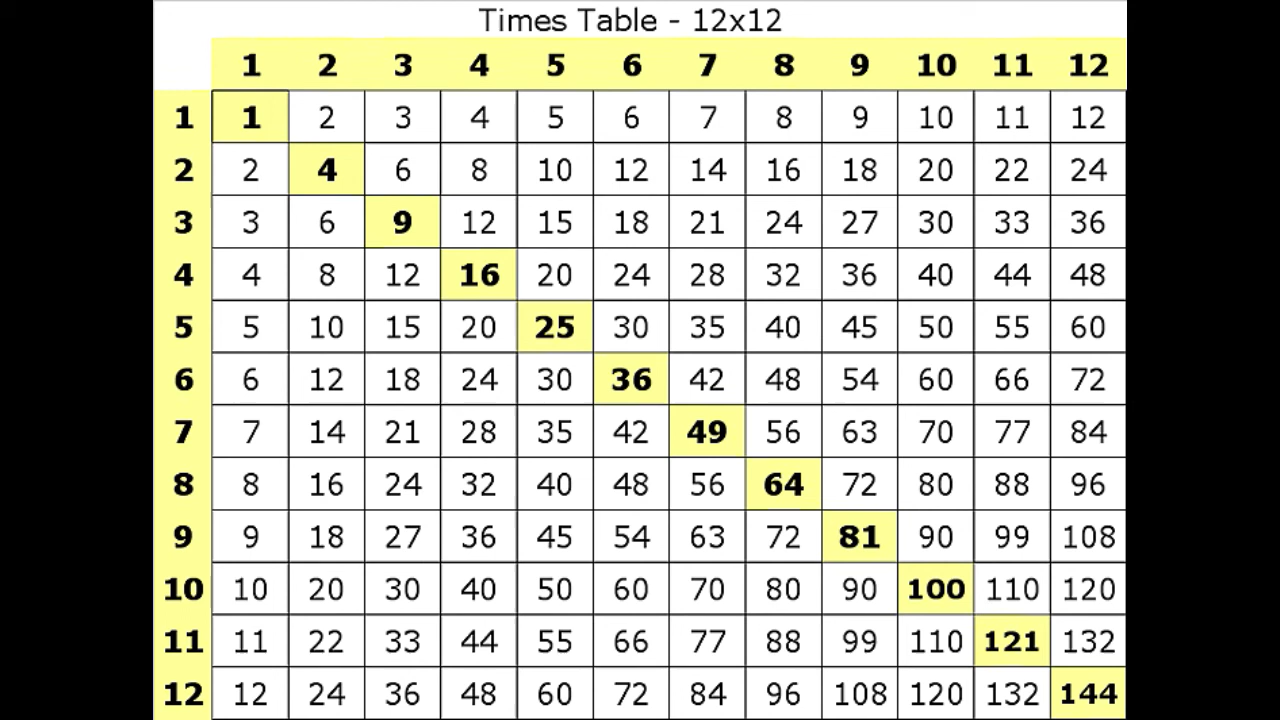 Times Table - 12x12
1 2 3 4 5 6 7 8 9 10 11 12
1 1 2 3 4 5 6 7 8 9 10 11 12
2 2 4 6 8 10 12 14 16 18 20 22 24
3 3 6 9 12 15 18 21 24 27 30 33 36
4 4 8 12 16 20 24 28 32 36 40 44 48
5 5 10 15 20 25 30 35 40 45 50 55 60
6 6 12 18 24 30 36 42 48 54 60 66 72
7 7 14 21 28 35 42 49 56 63 70 77 84
8 8 16 24 32 40 48 56 64 72 80 88 96
9 9 18 27 36 45 54 63 72 81 90 99 108
10 10 20 30 40 50 60 70 80 90 100 110 120
11 11 22 33 44 55 66 77 88 99 110 121 132
12 12 24 36 48 60 72 84 96 108 120 132 144